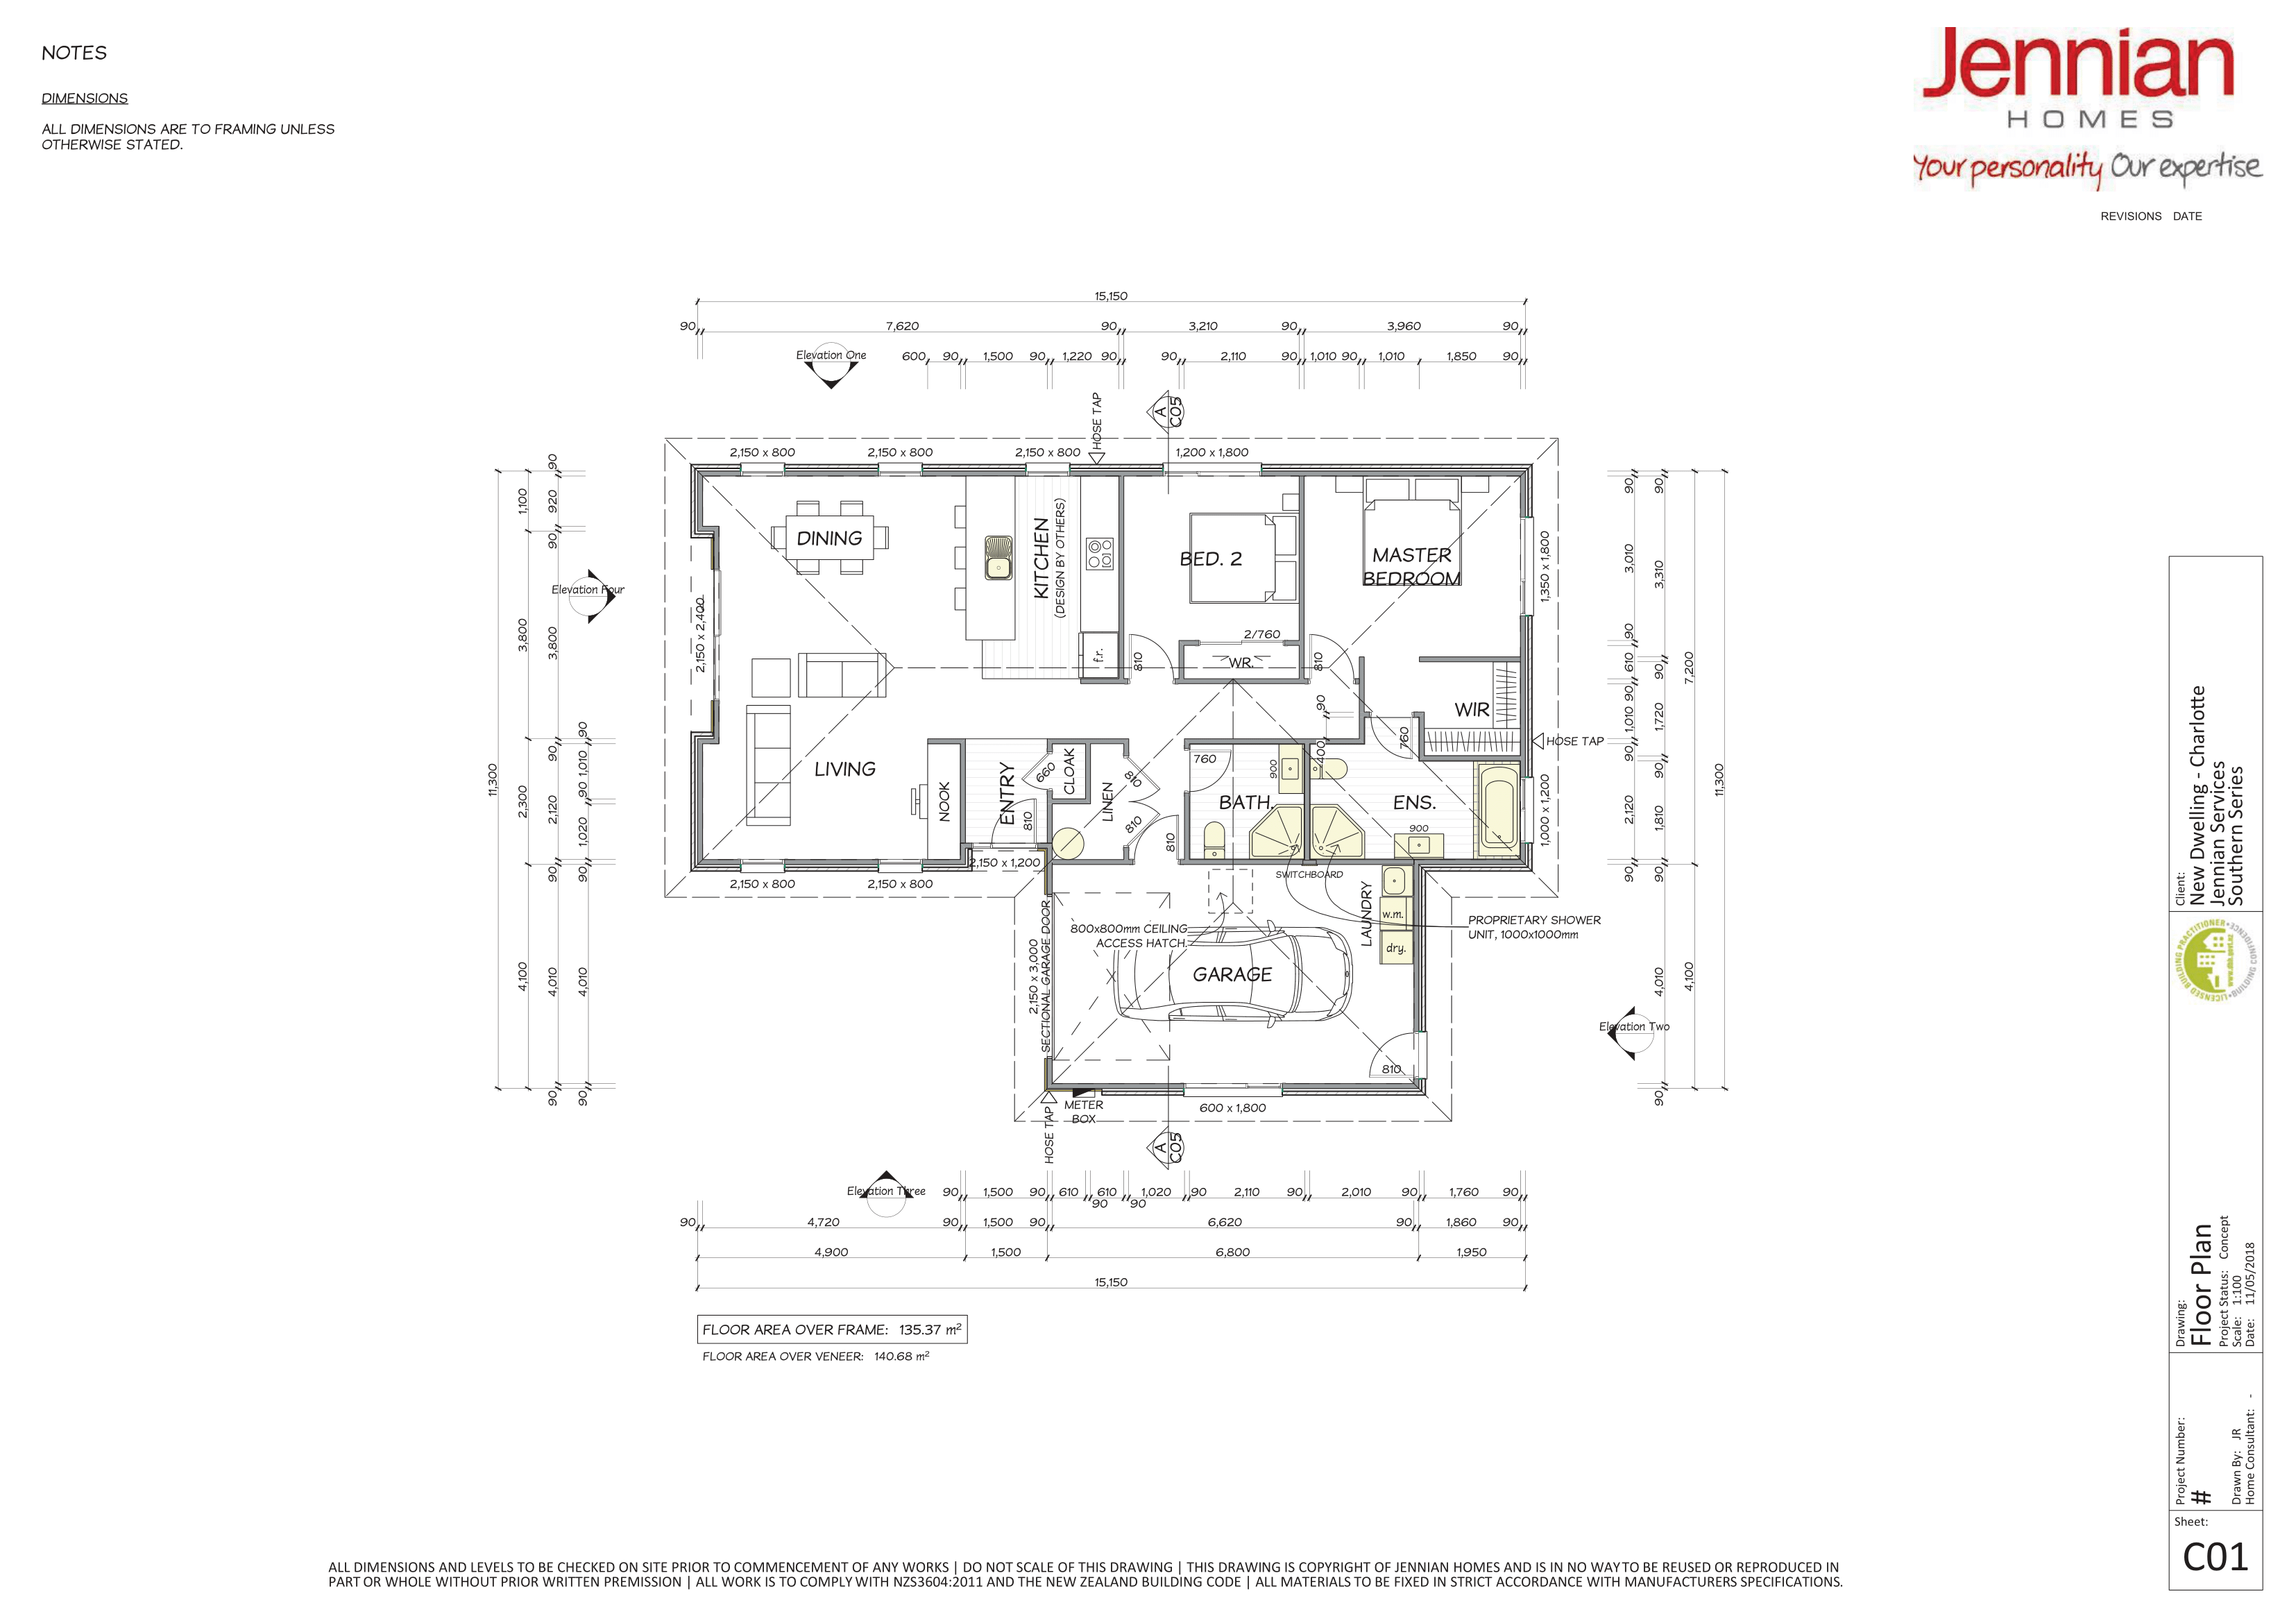 NOTES
DIMENSIONS
ALL DIMENSIONS ARE TO FRAMING UNLESS
OTHERWISE STATED.
Jennian
HOMES
Your personality Our expertise
REVISIONS DATE
15,150
90 7,620 90 3,210 90 3,960 90
Elevation One
600 90 1,500 90 1,220 90 90 2,110 90 1,010 90 1,010 1,850 90
HOSE TAP
A
C05
2,150 x 800
2,150 x 800
2,150 x 800
1,200 x 1,800
11,300
1,100
3,800
2,300
4,100
90
920
90
3,800
90
2,120
90
4,010
90
90
1,010
90
1,020
90
4,010
90
Elevation Four
2,150 x 2,400
DINING
KITCHEN
(DESIGN BY OTHERS)
BED. 2
MASTER
BEDROOM
1,350 x 1,800
f.r.
810
2/760
WR.
810
WIR
90
400
760
HOSE TAP
LIVING
NOOK
ENTRY
660
CLOAK
LINEN
810
810
810
810
760
900
BATH.
ENS.
900
1,000 x 1,200
2,150 x 800
2,150 x 800
2,150 x 1,200
SWITCHBOARD
LAUNDRY
w.m.
dry.
PROPRIETARY SHOWER
UNIT, 1000x1000mm
800x800mm CEILING
ACCESS HATCH.
2,150 x 3,000
SECTIONAL GARAGE DOOR
GARAGE
810
METER
BOX
HOSE TAP
600 x 1,800
A
C05
90
3,010
90
610
90
1,010
90
2,120
90
90
3,310
90
1,720
90
1,810
90
4,010
90
7,200
4,100
11,300
Elevation Two
Elevation Three
90 1,500 90 610 610 1,020 90 2,110 90 2,010 90 1,760 90
90 90
90 4,720 90 1,500 90 6,620 90 1,860 90
4,900 1,500 6,800 1,950
15,150
FLOOR AREA OVER FRAME: 135.37 m²
FLOOR AREA OVER VENEER: 140.68 m²
Client:
New Dwelling - Charlotte
Jennian Services
Southern Series
LICENSED BUILDING PRACTITIONER
BUILDING CONFIDENCE
www.dbh.govt.nz
Drawing:
Floor Plan
Project Status: Concept
Scale: 1:100
Date: 11/05/2018
Project Number:
#
Drawn By: JR
Home Consultant: -
Sheet:
C01
ALL DIMENSIONS AND LEVELS TO BE CHECKED ON SITE PRIOR TO COMMENCEMENT OF ANY WORKS | DO NOT SCALE OF THIS DRAWING | THIS DRAWING IS COPYRIGHT OF JENNIAN HOMES AND IS IN NO WAY TO BE REUSED OR REPRODUCED IN
PART OR WHOLE WITHOUT PRIOR WRITTEN PREMISSION | ALL WORK IS TO COMPLY WITH NZS3604:2011 AND THE NEW ZEALAND BUILDING CODE | ALL MATERIALS TO BE FIXED IN STRICT ACCORDANCE WITH MANUFACTURERS SPECIFICATIONS.